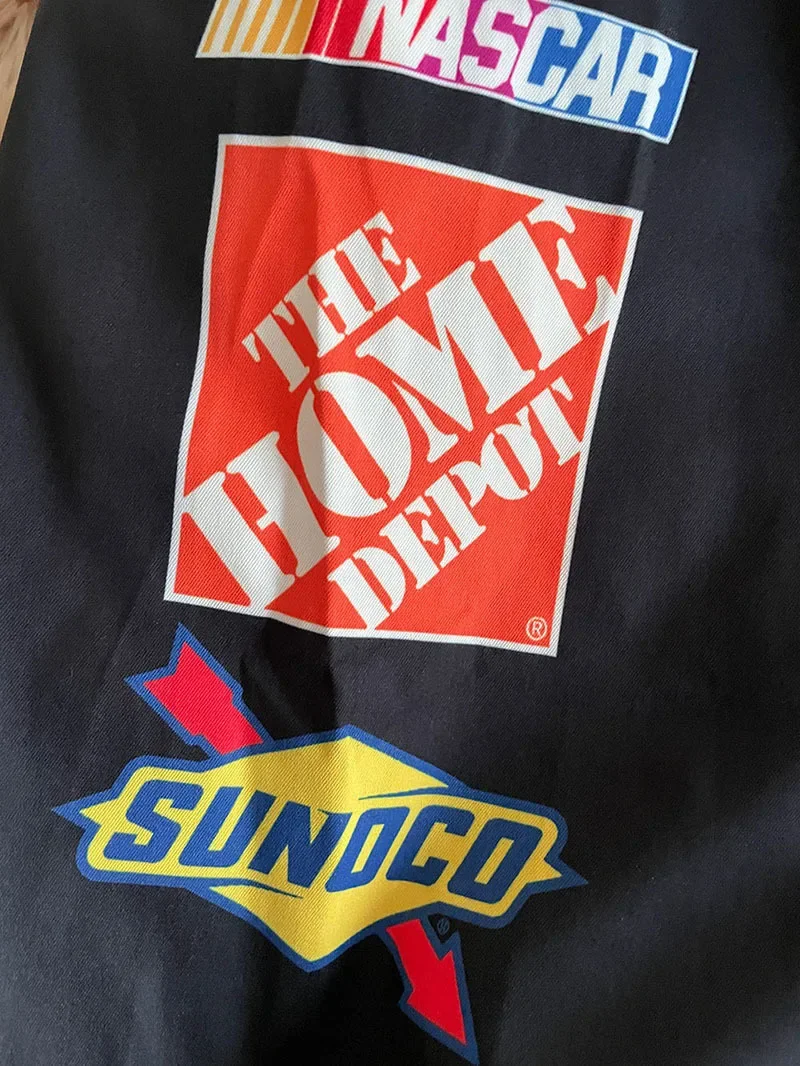 NASCAR
THE
HOME
DEPOT
®
SUNOCO
®